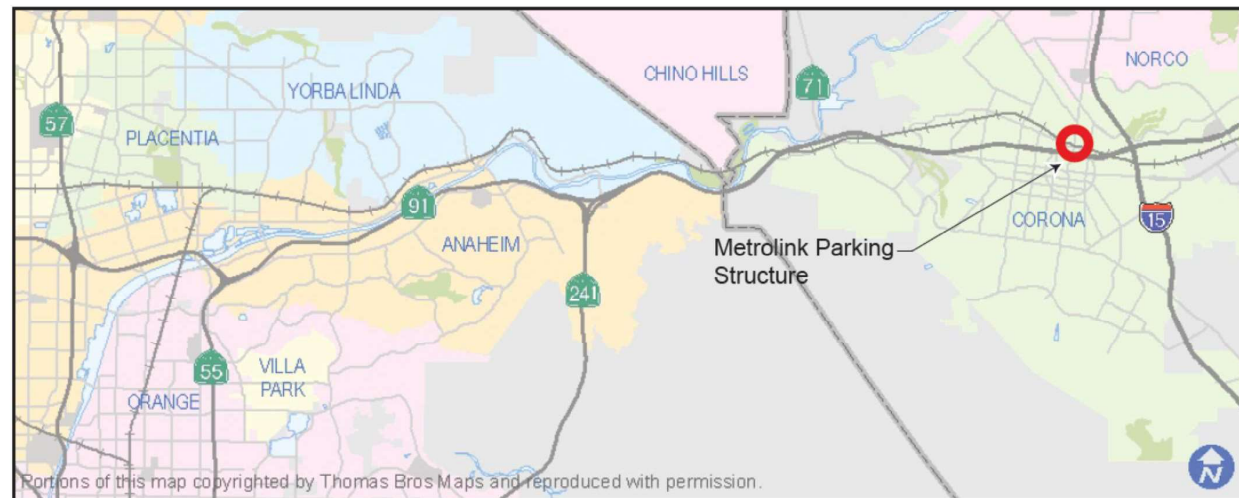 CHINO HILLS
71
NORCO
YORBA LINDA
57
PLACENTIA
91
ANAHEIM
CORONA
15
Metrolink Parking
Structure
241
VILLA
PARK
55
ORANGE
Portions of this map copyrighted by Thomas Bros Maps and reproduced with permission.
N